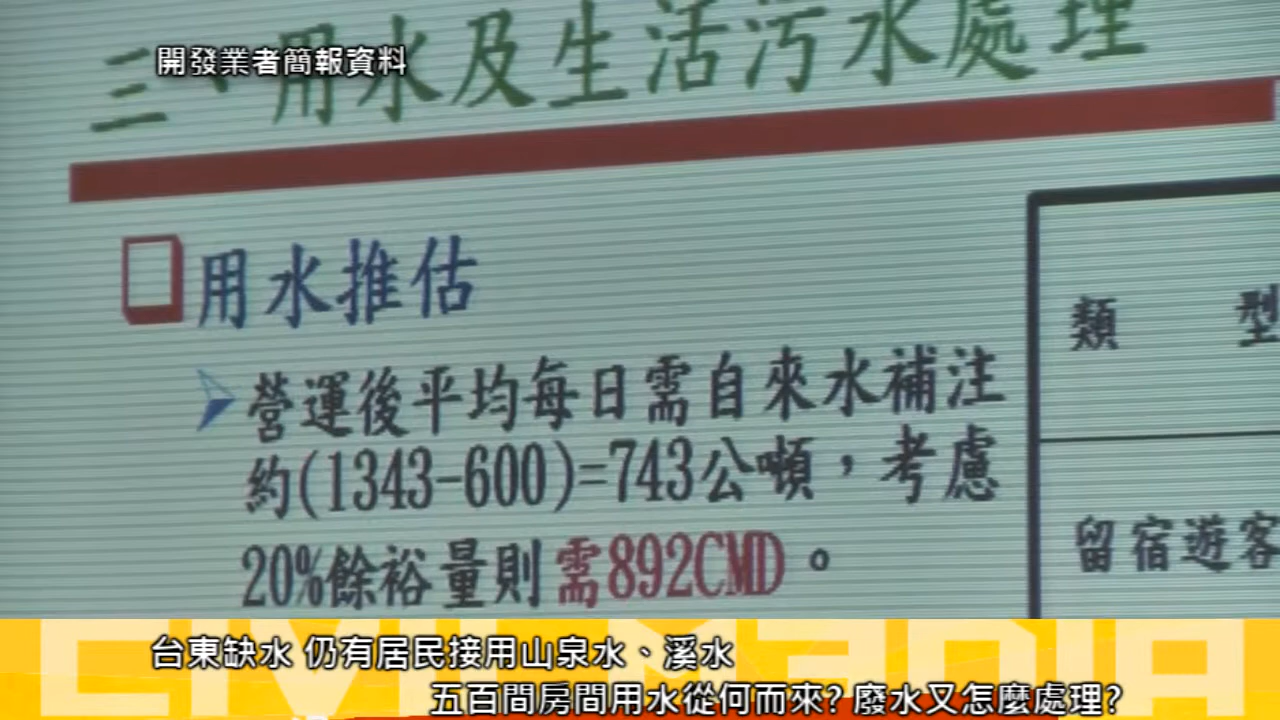 開發業者簡報資料
三、用水及生活污水處理
用水推估
營運後平均每日需自來水補注
約(1343-600)=743公噸，考慮
20%餘裕量則需892CMD。
類 型
留宿遊客
CIVILMEDIA
台東缺水 仍有居民接用山泉水、溪水
五百間房間用水從何而來? 廢水又怎麼處理?